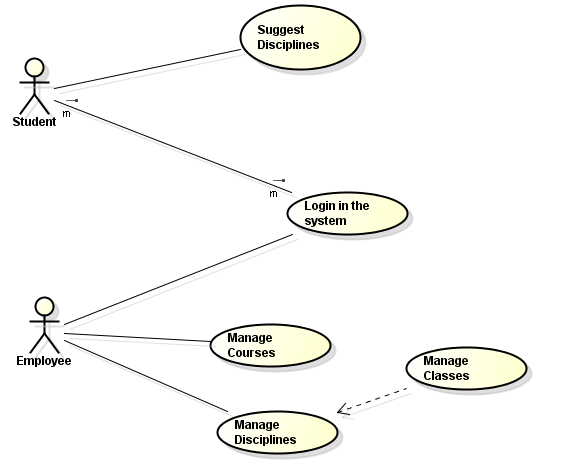 Suggest
Disciplines
Student
m
m
Login in the
system
Employee
Manage
Courses
Manage
Classes
Manage
Disciplines